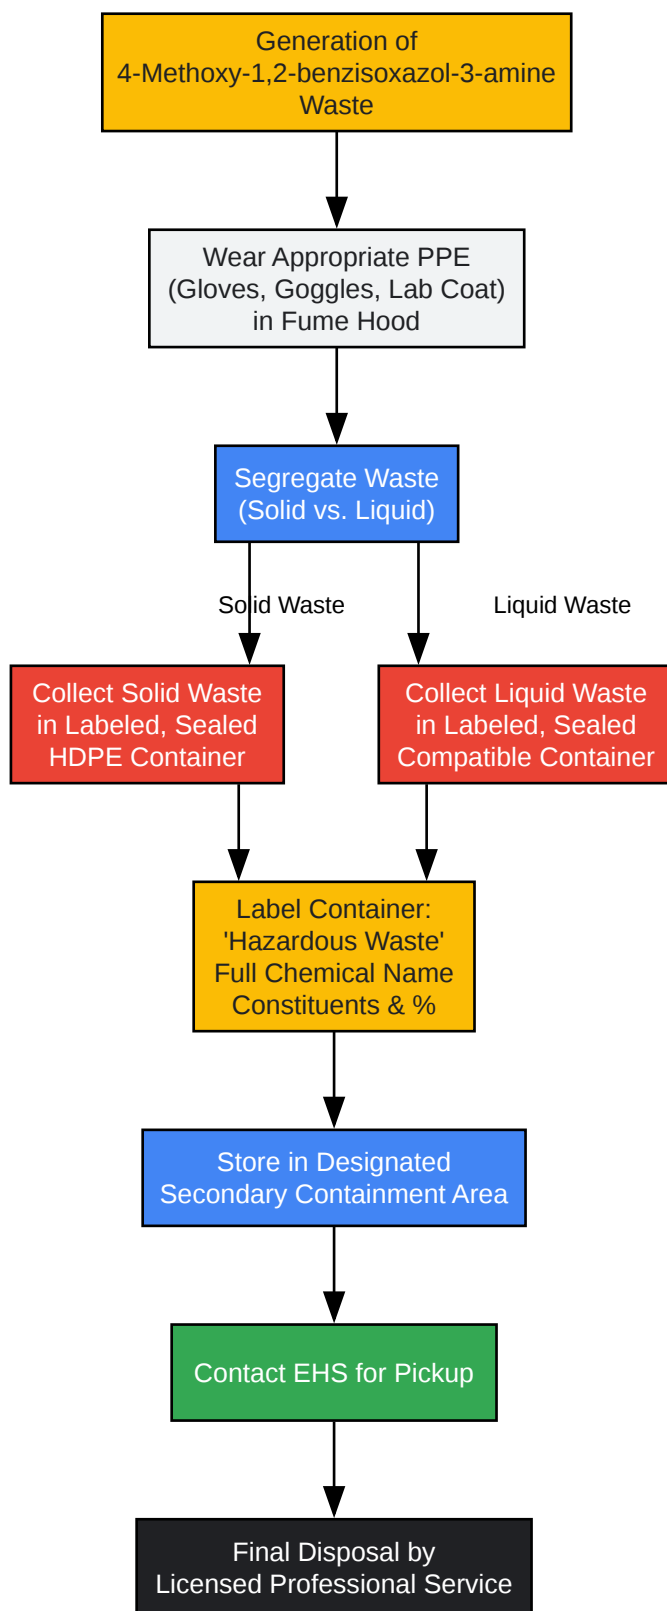 Generation of
4-Methoxy-1,2-benzisoxazol-3-amine
Waste
Wear Appropriate PPE
(Gloves, Goggles, Lab Coat)
in Fume Hood
Segregate Waste
(Solid vs. Liquid)
Solid Waste
Liquid Waste
Collect Solid Waste
in Labeled, Sealed
HDPE Container
Collect Liquid Waste
in Labeled, Sealed
Compatible Container
Label Container:
'Hazardous Waste'
Full Chemical Name
Constituents & %
Store in Designated
Secondary Containment Area
Contact EHS for Pickup
Final Disposal by
Licensed Professional Service